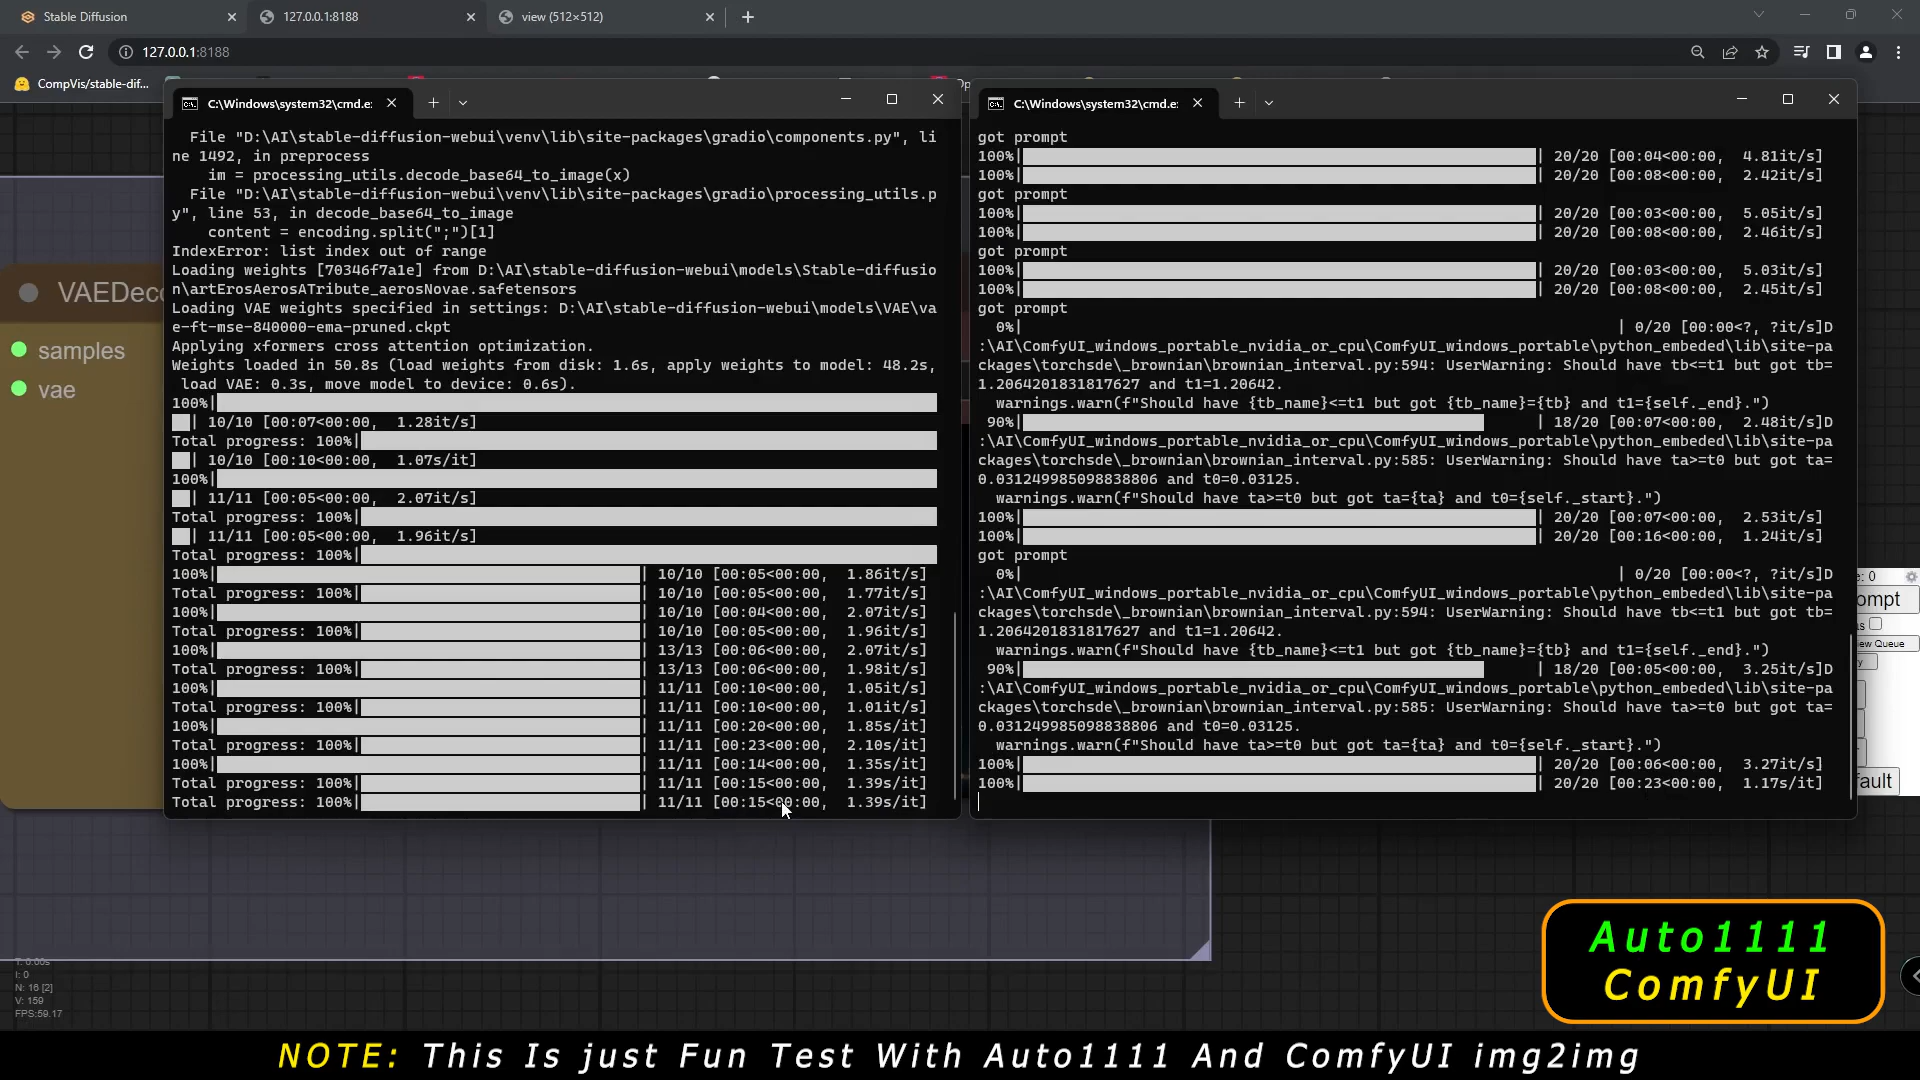 Stable Diffusion
127.0.0.1:8188
view (512×512)
127.0.0.1:8188
CompVis/stable-dif...
C:\Windows\system32\cmd.e:
File "D:\AI\stable-diffusion-webui\venv\lib\site-packages\gradio\components.py", li
ne 1492, in preprocess
im = processing_utils.decode_base64_to_image(x)
File "D:\AI\stable-diffusion-webui\venv\lib\site-packages\gradio\processing_utils.p
y", line 53, in decode_base64_to_image
content = encoding.split(";")[1]
IndexError: list index out of range
Loading weights [70346f7a1e] from D:\AI\stable-diffusion-webui\models\Stable-diffusio
n\artErosAerosATribute_aerosNovae.safetensors
Loading VAE weights specified in settings: D:\AI\stable-diffusion-webui\models\VAE\va
e-ft-mse-840000-ema-pruned.ckpt
Applying xformers cross attention optimization.
Weights loaded in 50.8s (load weights from disk: 1.6s, apply weights to model: 48.2s,
load VAE: 0.3s, move model to device: 0.6s).
100%|
| 10/10 [00:07<00:00, 1.28it/s]
Total progress: 100%|
| 10/10 [00:10<00:00, 1.07s/it]
100%|
| 11/11 [00:05<00:00, 2.07it/s]
Total progress: 100%|
| 11/11 [00:05<00:00, 1.96it/s]
Total progress: 100%|
100%| | 10/10 [00:05<00:00, 1.86it/s]
Total progress: 100%| | 10/10 [00:05<00:00, 1.77it/s]
100%| | 10/10 [00:04<00:00, 2.07it/s]
Total progress: 100%| | 10/10 [00:05<00:00, 1.96it/s]
100%| | 13/13 [00:06<00:00, 2.07it/s]
Total progress: 100%| | 13/13 [00:06<00:00, 1.98it/s]
100%| | 11/11 [00:10<00:00, 1.05it/s]
Total progress: 100%| | 11/11 [00:10<00:00, 1.01it/s]
100%| | 11/11 [00:20<00:00, 1.85s/it]
Total progress: 100%| | 11/11 [00:23<00:00, 2.10s/it]
100%| | 11/11 [00:14<00:00, 1.35s/it]
Total progress: 100%| | 11/11 [00:15<00:00, 1.39s/it]
Total progress: 100%| | 11/11 [00:15<00:00, 1.39s/it]
C:\Windows\system32\cmd.e:
got prompt
100%| | 20/20 [00:04<00:00, 4.81it/s]
100%| | 20/20 [00:08<00:00, 2.42it/s]
got prompt
100%| | 20/20 [00:03<00:00, 5.05it/s]
100%| | 20/20 [00:08<00:00, 2.46it/s]
got prompt
100%| | 20/20 [00:03<00:00, 5.03it/s]
100%| | 20/20 [00:08<00:00, 2.45it/s]
got prompt
0%| | 0/20 [00:00<?, ?it/s]D
:\AI\ComfyUI_windows_portable_nvidia_or_cpu\ComfyUI_windows_portable\python_embeded\lib\site-pa
ckages\torchsde\_brownian\brownian_interval.py:594: UserWarning: Should have tb<=t1 but got tb=
1.2064201831817627 and t1=1.20642.
warnings.warn(f"Should have {tb_name}<=t1 but got {tb_name}={tb} and t1={self._end}.")
90%| | 18/20 [00:07<00:00, 2.48it/s]D
:\AI\ComfyUI_windows_portable_nvidia_or_cpu\ComfyUI_windows_portable\python_embeded\lib\site-pa
ckages\torchsde\_brownian\brownian_interval.py:585: UserWarning: Should have ta>=t0 but got ta=
0.031249985098838806 and t0=0.03125.
warnings.warn(f"Should have ta>=t0 but got ta={ta} and t0={self._start}.")
100%| | 20/20 [00:07<00:00, 2.53it/s]
100%| | 20/20 [00:16<00:00, 1.24it/s]
got prompt
0%| | 0/20 [00:00<?, ?it/s]D
:\AI\ComfyUI_windows_portable_nvidia_or_cpu\ComfyUI_windows_portable\python_embeded\lib\site-pa
ckages\torchsde\_brownian\brownian_interval.py:594: UserWarning: Should have tb<=t1 but got tb=
1.2064201831817627 and t1=1.20642.
warnings.warn(f"Should have {tb_name}<=t1 but got {tb_name}={tb} and t1={self._end}.")
90%| | 18/20 [00:05<00:00, 3.25it/s]D
:\AI\ComfyUI_windows_portable_nvidia_or_cpu\ComfyUI_windows_portable\python_embeded\lib\site-pa
ckages\torchsde\_brownian\brownian_interval.py:585: UserWarning: Should have ta>=t0 but got ta=
0.031249985098838806 and t0=0.03125.
warnings.warn(f"Should have ta>=t0 but got ta={ta} and t0={self._start}.")
100%| | 20/20 [00:06<00:00, 3.27it/s]
100%| | 20/20 [00:23<00:00, 1.17s/it]
VAEDec
samples
vae
e: 0
ompt
as
ew Queue
ry
r
fault
T: 0.00s
I: 0
N: 16 [2]
V: 159
FPS:59.17
Auto1111
ComfyUI
NOTE: This Is just Fun Test With Auto1111 And ComfyUI img2img